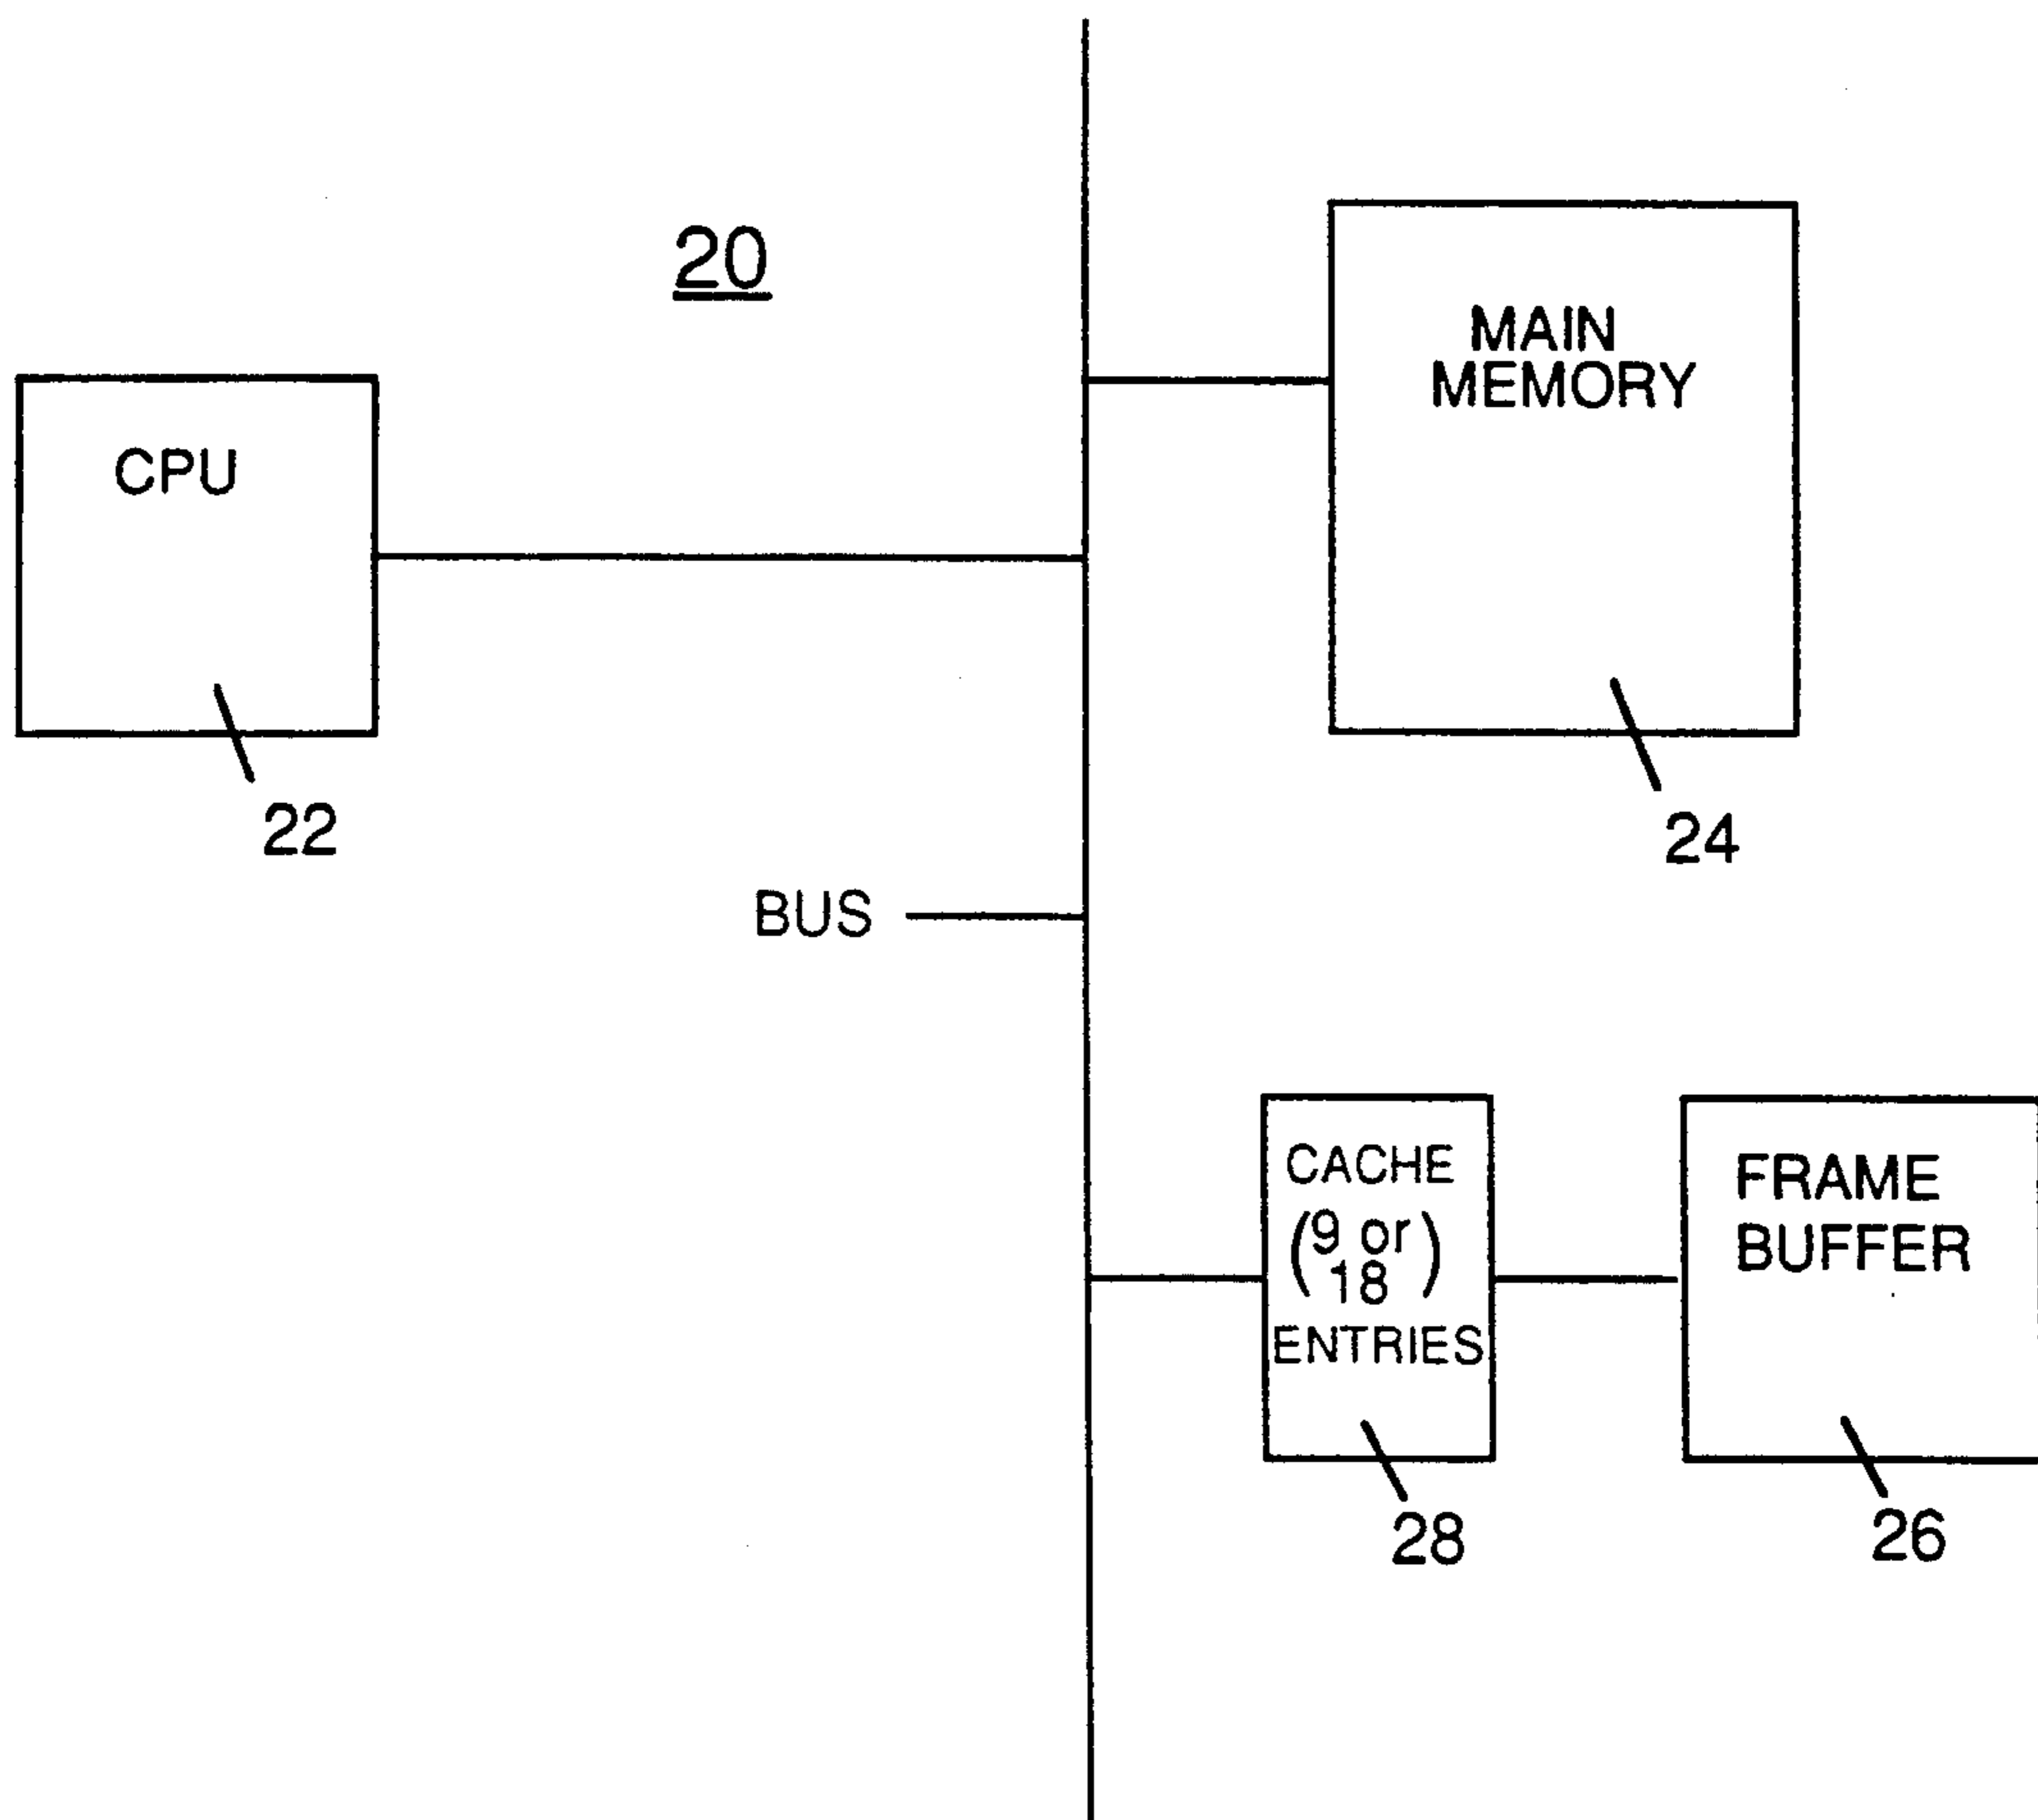 20
MAIN
MEMORY
CPU
22
24
BUS
CACHE
(9 or
18)
ENTRIES
28
FRAME
BUFFER
26